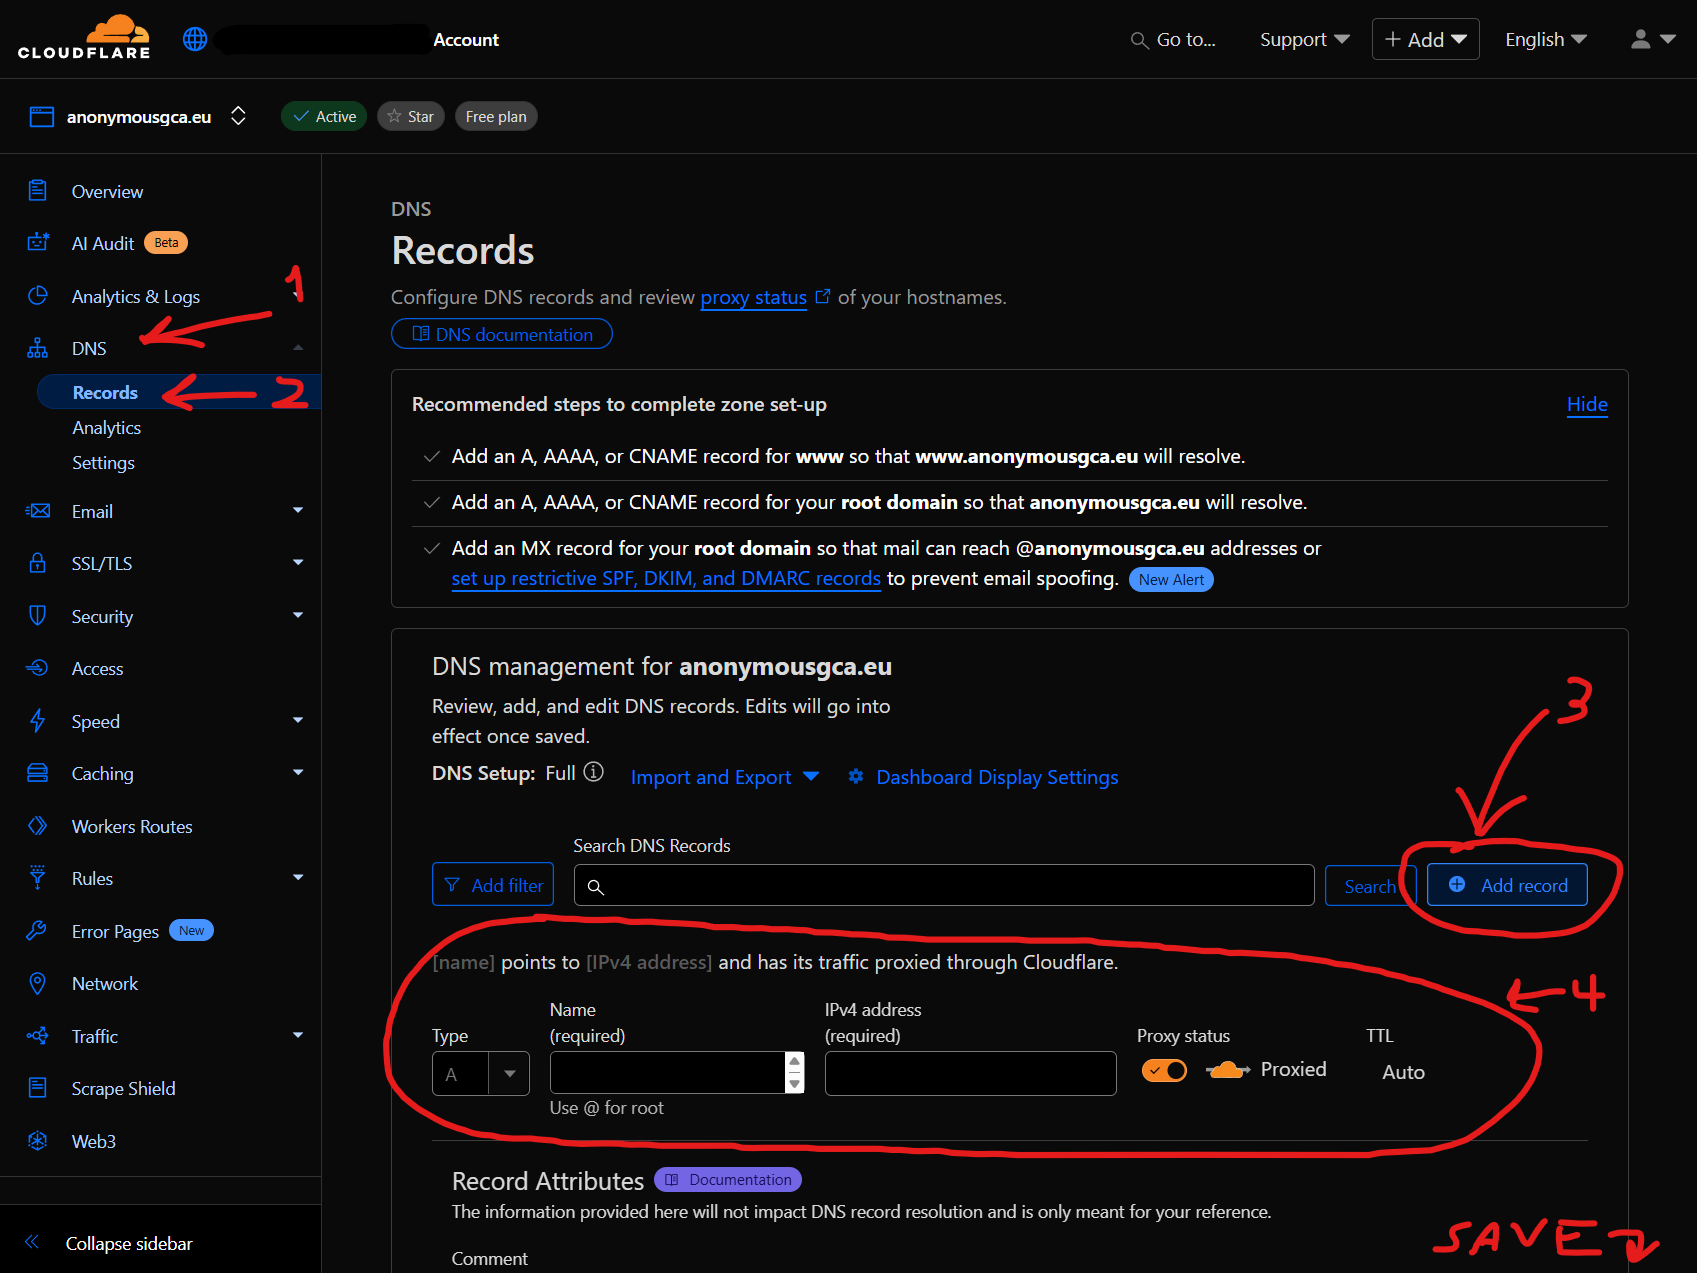 CLOUDFLARE
Account
Go to...
Support
+ Add
English
anonymousgca.eu
Active
Star
Free plan
Overview
AI Audit Beta
Analytics & Logs
1
DNS
Records
2
Analytics
Settings
Email
SSL/TLS
Security
Access
Speed
Caching
Workers Routes
Rules
Error Pages New
Network
Traffic
Scrape Shield
Web3
Collapse sidebar
DNS
Records
Configure DNS records and review proxy status of your hostnames.
DNS documentation
Recommended steps to complete zone set-up
Hide
Add an A, AAAA, or CNAME record for www so that www.anonymousgca.eu will resolve.
Add an A, AAAA, or CNAME record for your root domain so that anonymousgca.eu will resolve.
Add an MX record for your root domain so that mail can reach @anonymousgca.eu addresses or
set up restrictive SPF, DKIM, and DMARC records to prevent email spoofing. New Alert
DNS management for anonymousgca.eu
Review, add, and edit DNS records. Edits will go into
effect once saved.
3
DNS Setup: Full
Import and Export
Dashboard Display Settings
Search DNS Records
Add filter
Search
Add record
[name] points to [IPv4 address] and has its traffic proxied through Cloudflare.
4
Type
Name
(required)
IPv4 address
(required)
Proxy status
TTL
A
Proxied
Auto
Use @ for root
Record Attributes Documentation
The information provided here will not impact DNS record resolution and is only meant for your reference.
SAVE
Comment